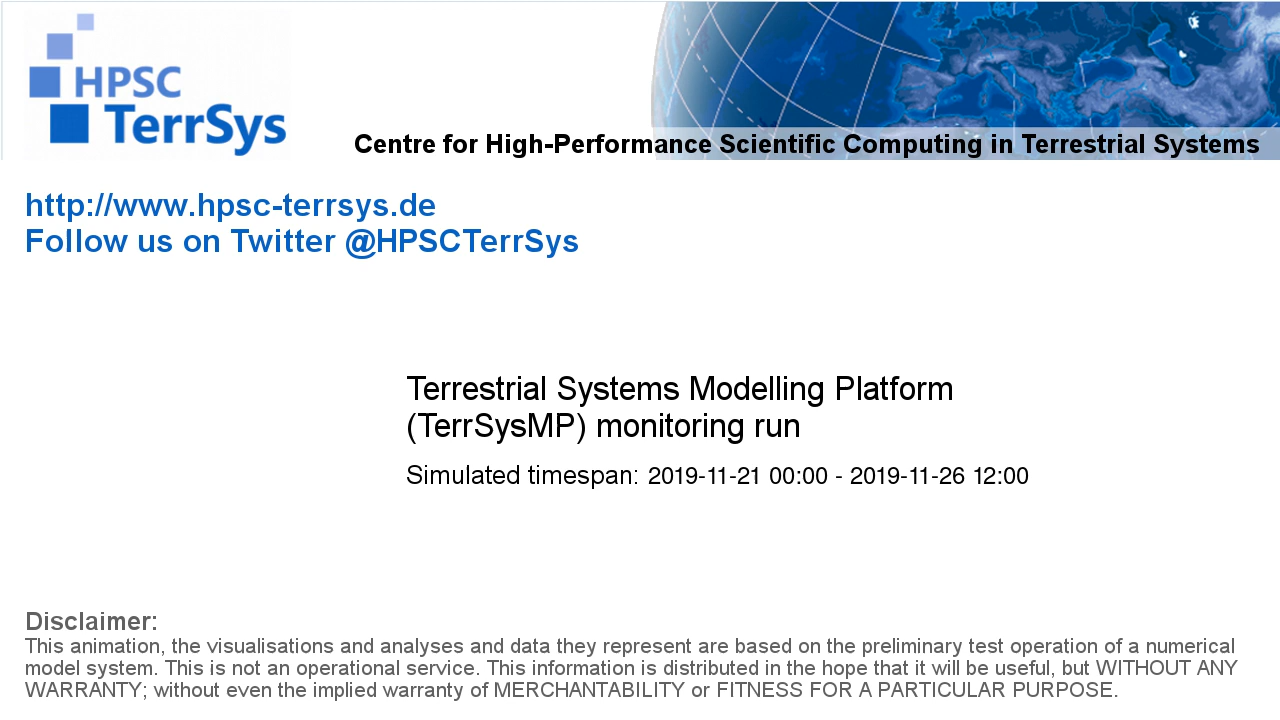 HPSC
TerrSys
Centre for High-Performance Scientific Computing in Terrestrial Systems
http://www.hpsc-terrsys.de
Follow us on Twitter @HPSCTerrSys
Terrestrial Systems Modelling Platform
(TerrSysMP) monitoring run
Simulated timespan: 2019-11-21 00:00 - 2019-11-26 12:00
Disclaimer:
This animation, the visualisations and analyses and data they represent are based on the preliminary test operation of a numerical
model system. This is not an operational service. This information is distributed in the hope that it will be useful, but WITHOUT ANY
WARRANTY; without even the implied warranty of MERCHANTABILITY or FITNESS FOR A PARTICULAR PURPOSE.